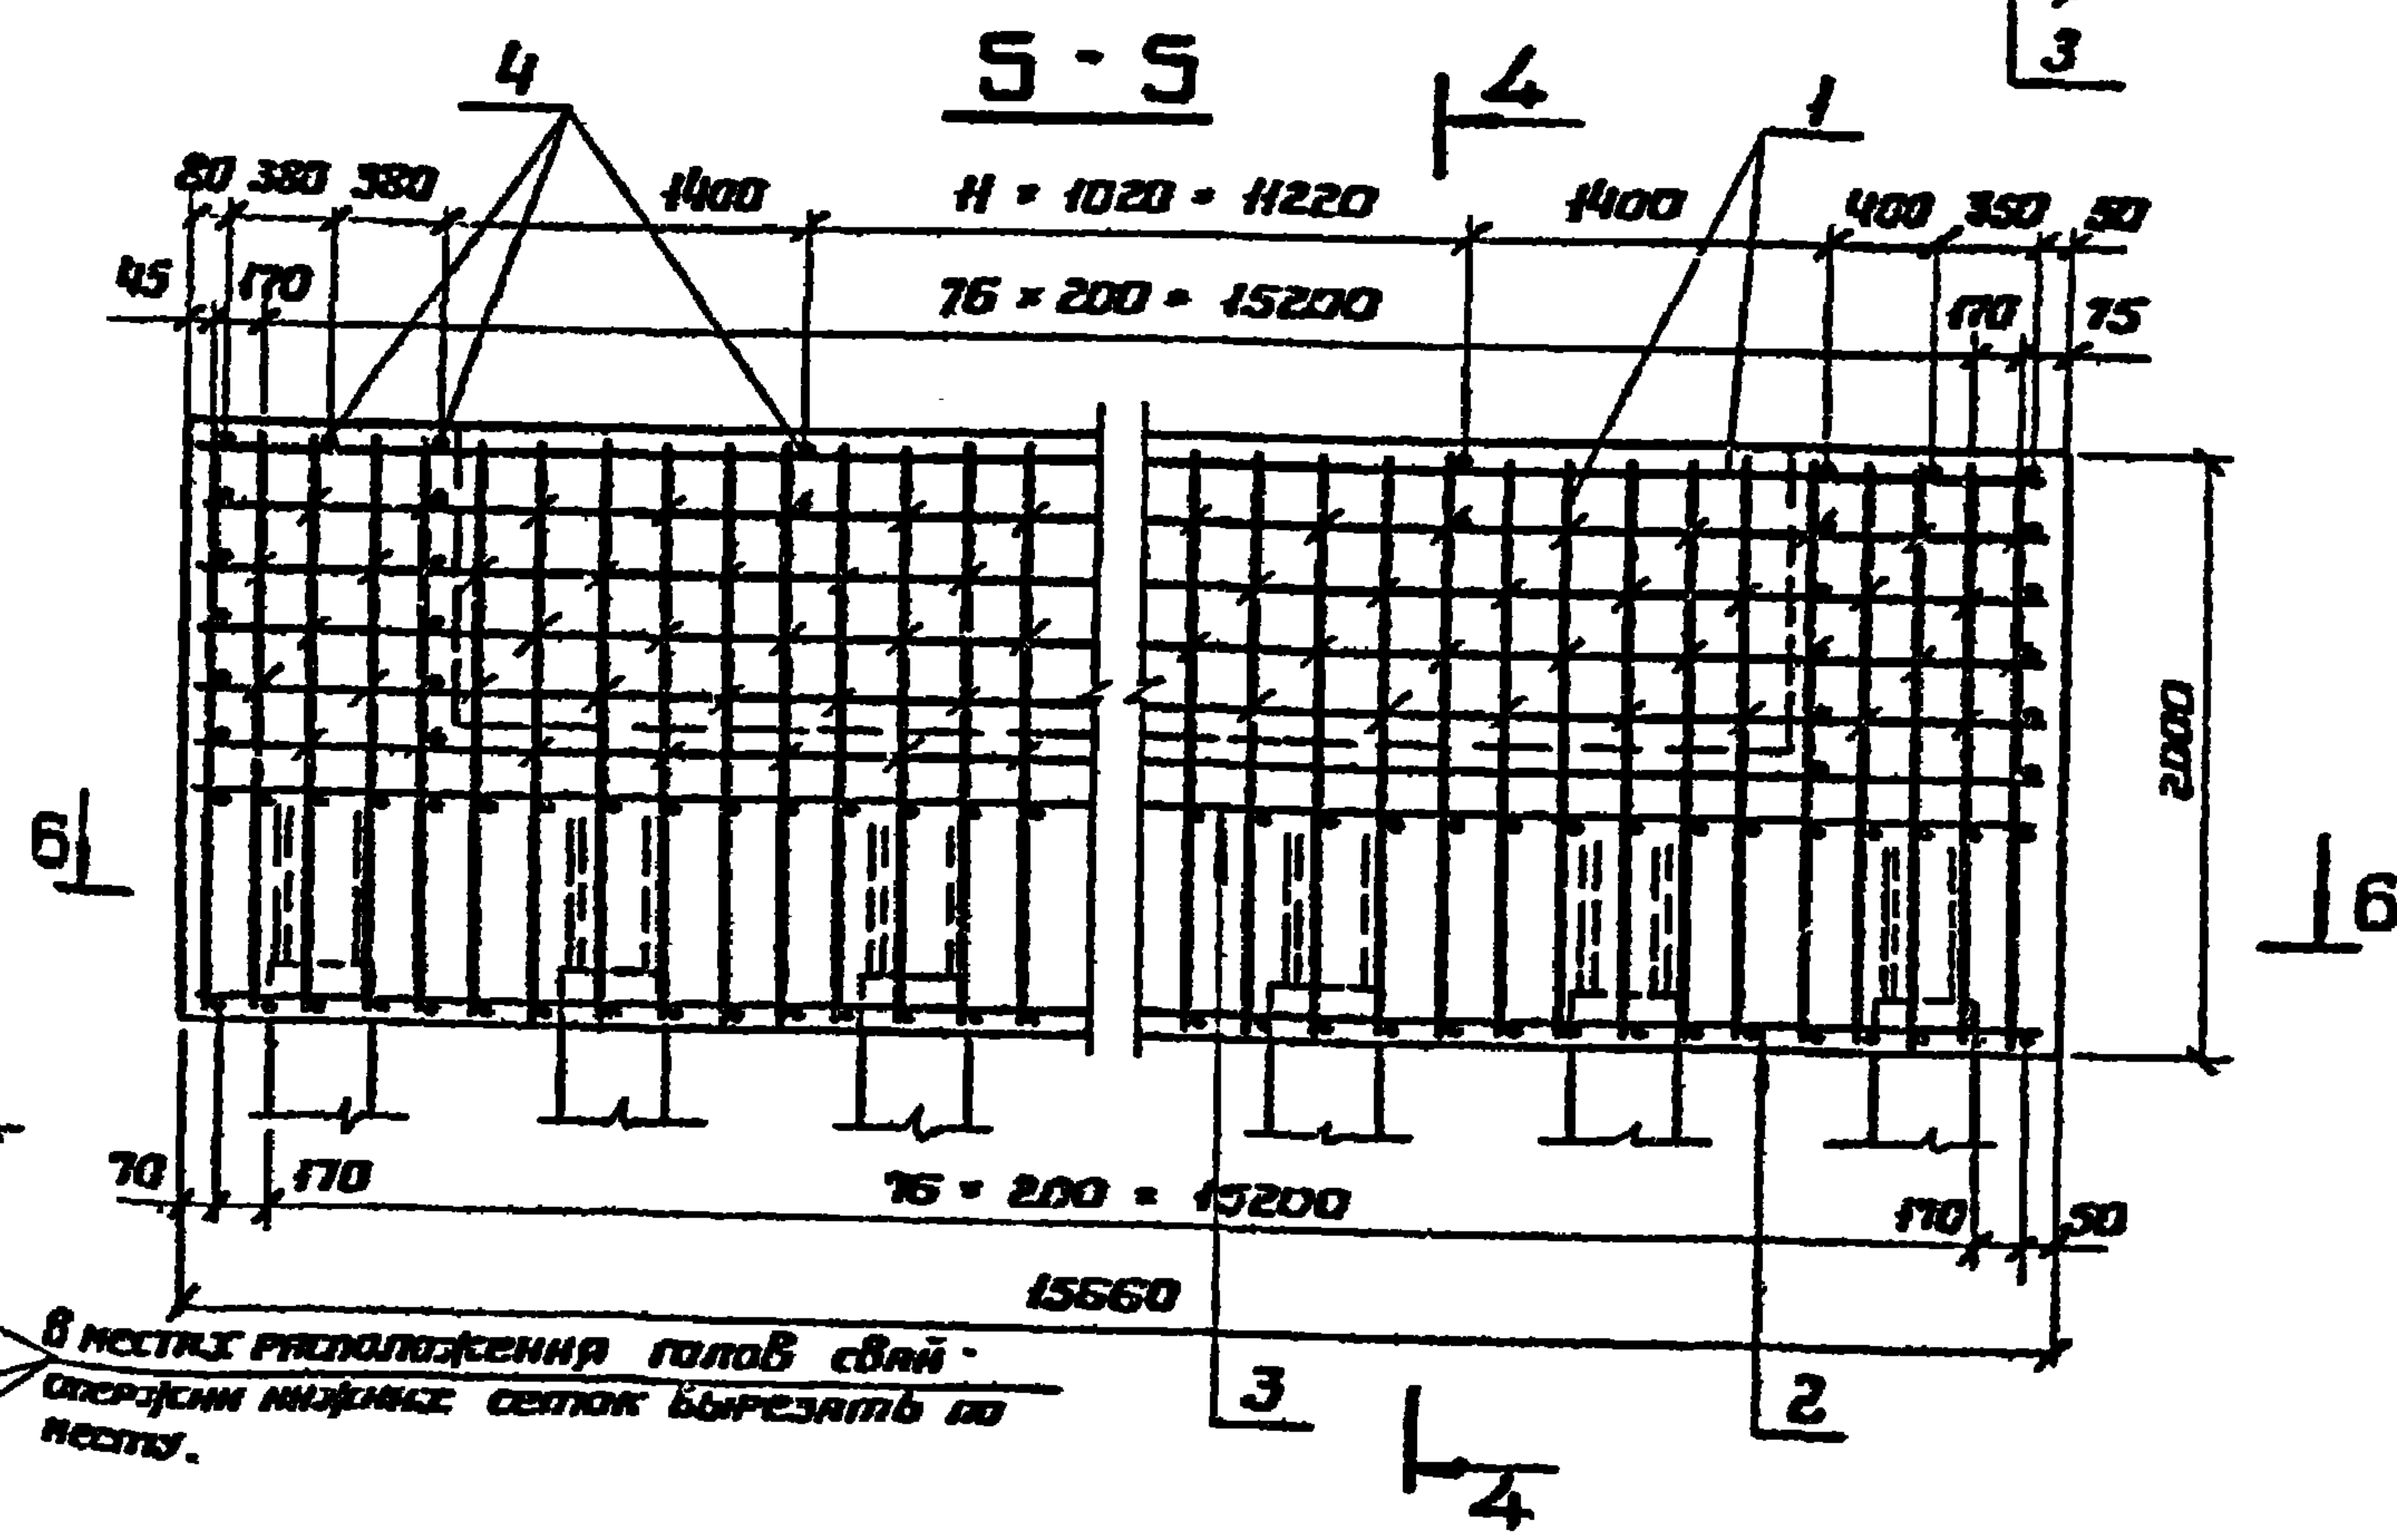 3
4
5 - 5
4
1
80 380 380 1400 11 × 1020 = 11220 1400 400 350 50
45 170 76 × 200 = 15200 170 75
2000
6
6
70 170 76 × 200 = 15200 170 50
15660
В местах расположения голов свай
стержни нижних сеток вырезать по
месту.
3
2
4